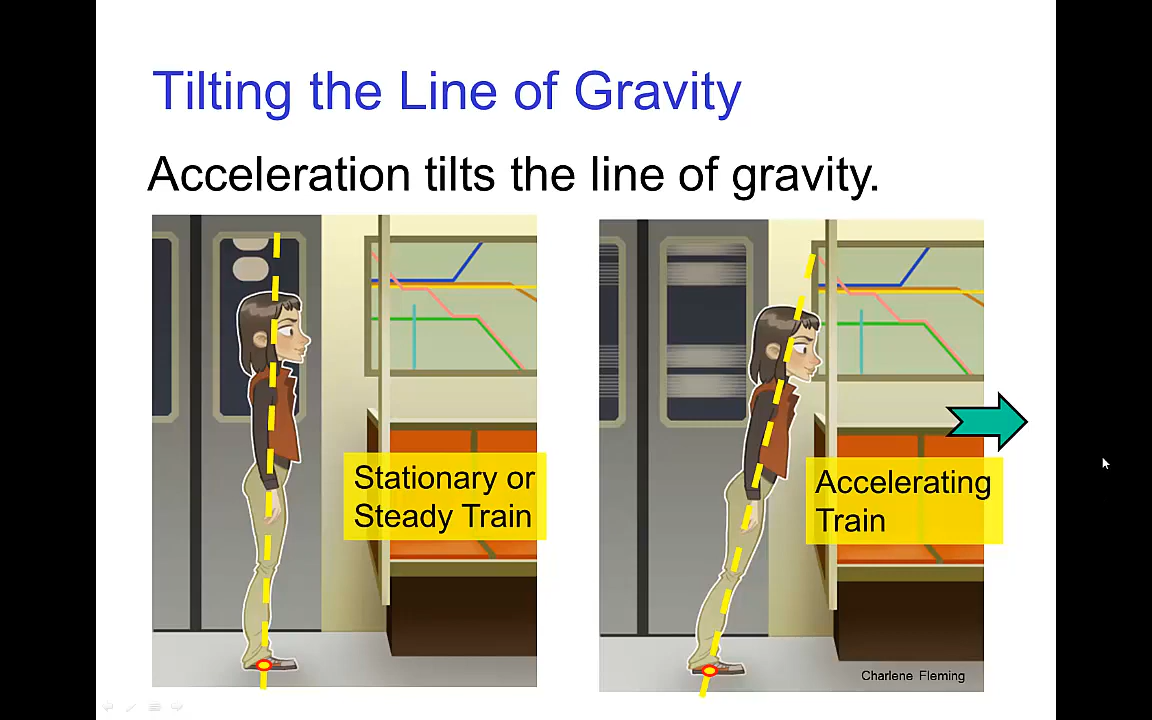 Tilting the Line of Gravity
Acceleration tilts the line of gravity.
Stationary or
Steady Train
Accelerating
Train
Charlene Fleming